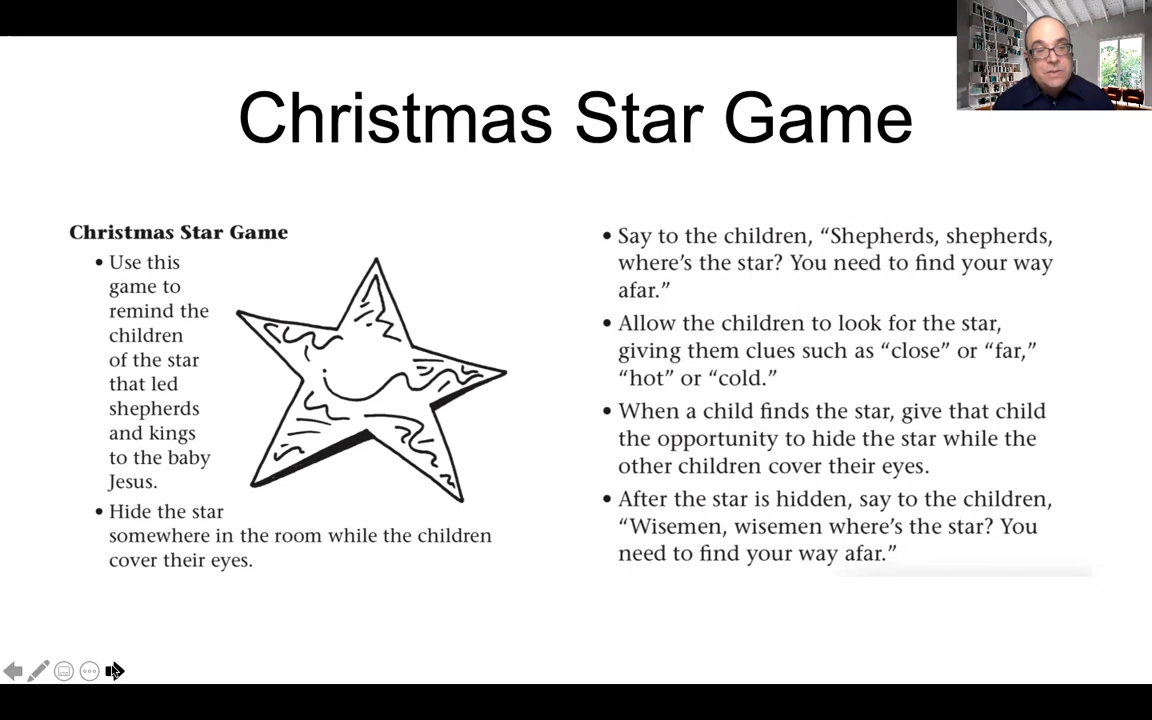 Christmas Star Game
Christmas Star Game
• Use this
game to
remind the
children
of the star
that led
shepherds
and kings
to the baby
Jesus.
• Hide the star
somewhere in the room while the children
cover their eyes.
• Say to the children, “Shepherds, shepherds,
where’s the star? You need to find your way
afar.”
• Allow the children to look for the star,
giving them clues such as “close” or “far,”
“hot” or “cold.”
• When a child finds the star, give that child
the opportunity to hide the star while the
other children cover their eyes.
• After the star is hidden, say to the children,
“Wisemen, wisemen where’s the star? You
need to find your way afar.”